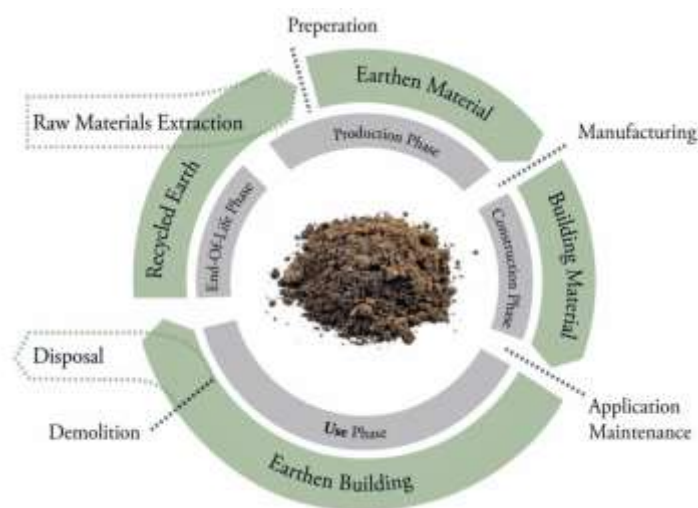 Preperation
Earthen Material
Raw Materials Extraction
Production Phase
Manufacturing
Recycled Earth
End-Of-Life Phase
Construction Phase
Building Material
Disposal
Demolition
Use Phase
Earthen Building
Application
Maintenance